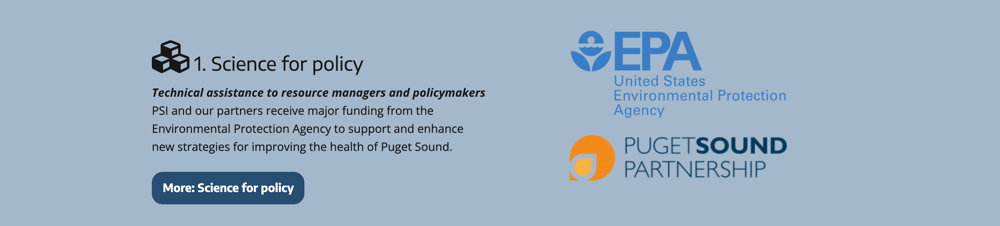 1. Science for policy
Technical assistance to resource managers and policymakers
PSI and our partners receive major funding from the
Environmental Protection Agency to support and enhance
new strategies for improving the health of Puget Sound.
More: Science for policy
EPA
United States
Environmental Protection
Agency
PUGETSOUND
PARTNERSHIP